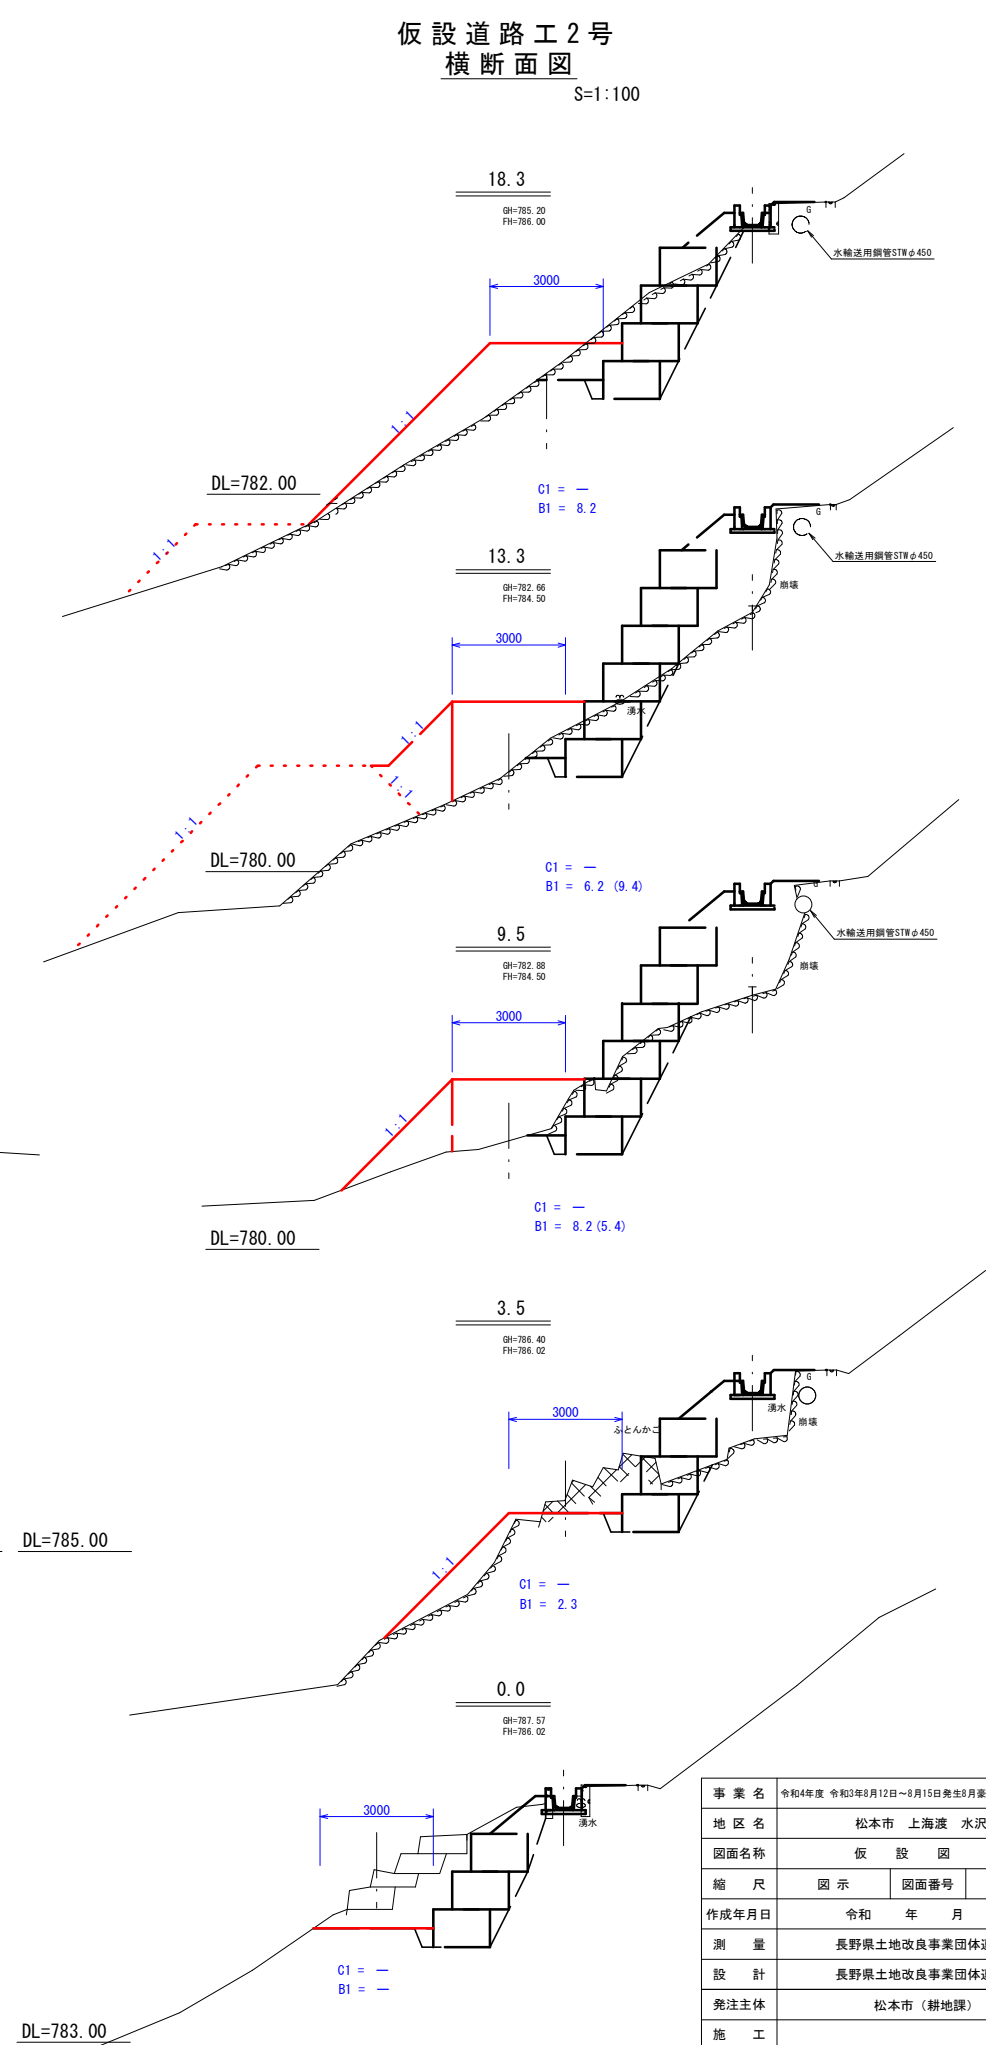 仮設道路工2号
横断面図
S=1:100
18.3
GH=785.20
FH=786.00
G
水輸送用鋼管STWφ450
3000
1:1
DL=782.00
C1 = —
B1 = 8.2
1:1
13.3
GH=782.66
FH=784.50
G
水輸送用鋼管STWφ450
崩壊
3000
湧水
1:1
1:1
1:1
DL=780.00
C1 = —
B1 = 6.2 (9.4)
9.5
GH=782.88
FH=784.50
G
水輸送用鋼管STWφ450
崩壊
3000
1:1
C1 = —
B1 = 8.2(5.4)
DL=780.00
3.5
GH=786.40
FH=786.02
G
湧水
崩壊
3000
ふとんかご
DL=785.00
1:1
C1 = —
B1 = 2.3
0.0
GH=787.57
FH=786.02
湧水
3000
C1 = —
B1 = —
DL=783.00
事業名 令和4年度 令和3年8月12日~8月15日発生8月豪
地区名 松本市 上海渡 水沢
図面名称 仮設図
縮尺 図示 図面番号
作成年月日 令和 年 月
測量 長野県土地改良事業団体連
設計 長野県土地改良事業団体連
発注主体 松本市（耕地課）
施工